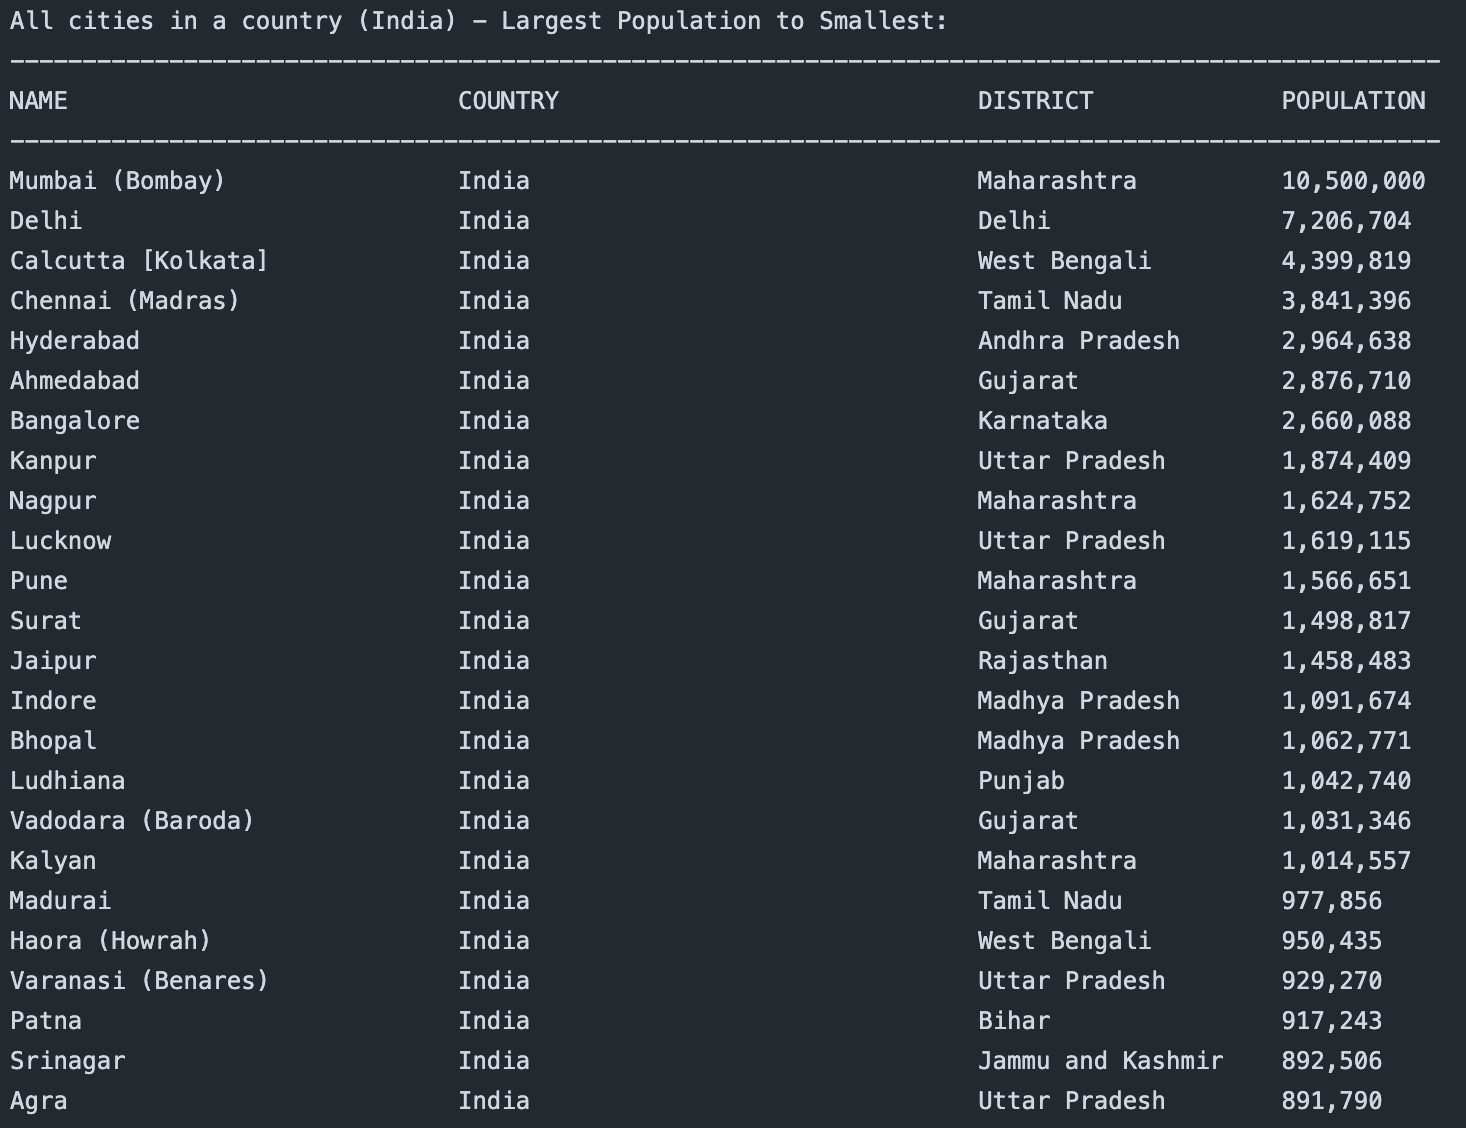 All cities in a country (India) - Largest Population to Smallest:
---------------------------------------------------------------------------------------------------
NAME COUNTRY DISTRICT POPULATION
---------------------------------------------------------------------------------------------------
Mumbai (Bombay) India Maharashtra 10,500,000
Delhi India Delhi 7,206,704
Calcutta [Kolkata] India West Bengali 4,399,819
Chennai (Madras) India Tamil Nadu 3,841,396
Hyderabad India Andhra Pradesh 2,964,638
Ahmedabad India Gujarat 2,876,710
Bangalore India Karnataka 2,660,088
Kanpur India Uttar Pradesh 1,874,409
Nagpur India Maharashtra 1,624,752
Lucknow India Uttar Pradesh 1,619,115
Pune India Maharashtra 1,566,651
Surat India Gujarat 1,498,817
Jaipur India Rajasthan 1,458,483
Indore India Madhya Pradesh 1,091,674
Bhopal India Madhya Pradesh 1,062,771
Ludhiana India Punjab 1,042,740
Vadodara (Baroda) India Gujarat 1,031,346
Kalyan India Maharashtra 1,014,557
Madurai India Tamil Nadu 977,856
Haora (Howrah) India West Bengali 950,435
Varanasi (Benares) India Uttar Pradesh 929,270
Patna India Bihar 917,243
Srinagar India Jammu and Kashmir 892,506
Agra India Uttar Pradesh 891,790